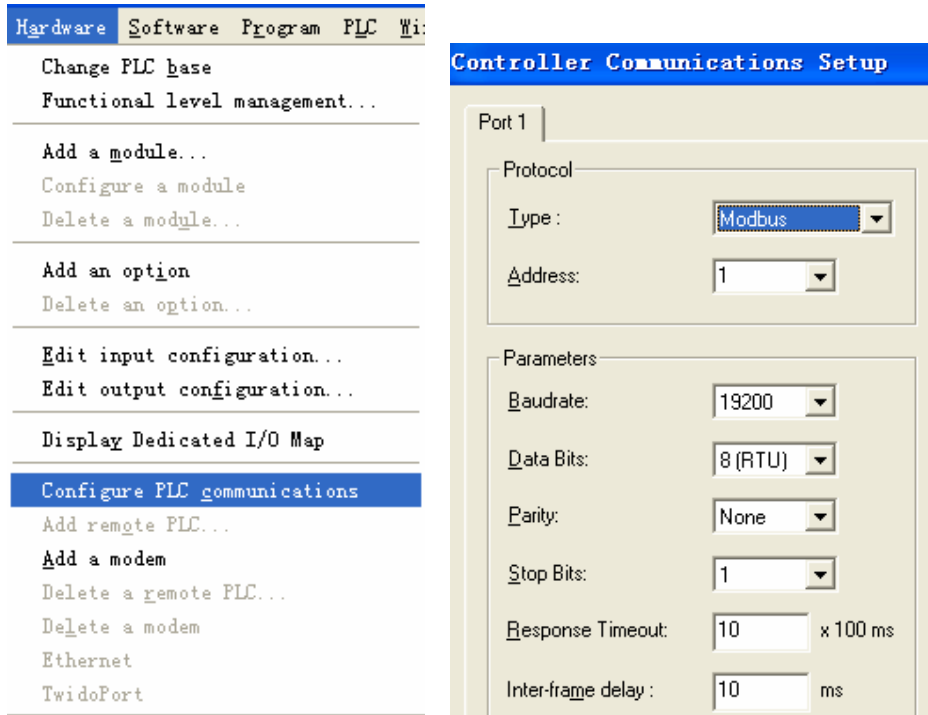 Hardware Software Program PLC Wi
Change PLC base
Functional level management...
Add a module...
Configure a module
Delete a module...
Add an option
Delete an option...
Edit input configuration...
Edit output configuration...
Display Dedicated I/O Map
Configure PLC communications
Add remote PLC...
Add a modem
Delete a remote PLC...
Delete a modem
Ethernet
TwidoPort
Controller Communications Setup
Port 1
Protocol
Type : Modbus
Address: 1
Parameters
Baudrate: 19200
Data Bits: 8 (RTU)
Parity: None
Stop Bits: 1
Response Timeout: 10 x 100 ms
Inter-frame delay : 10 ms